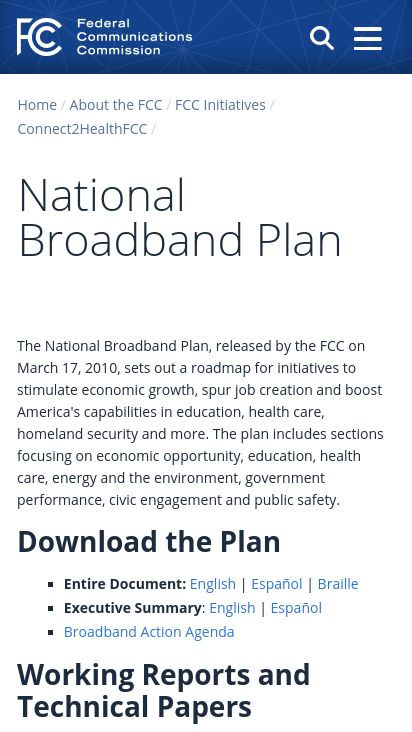 FCC Federal
Communications
Commission
Home / About the FCC / FCC Initiatives /
Connect2HealthFCC /
National
Broadband Plan
The National Broadband Plan, released by the FCC on
March 17, 2010, sets out a roadmap for initiatives to
stimulate economic growth, spur job creation and boost
America's capabilities in education, health care,
homeland security and more. The plan includes sections
focusing on economic opportunity, education, health
care, energy and the environment, government
performance, civic engagement and public safety.
Download the Plan
▪ Entire Document: English | Español | Braille
▪ Executive Summary: English | Español
▪ Broadband Action Agenda
Working Reports and
Technical Papers